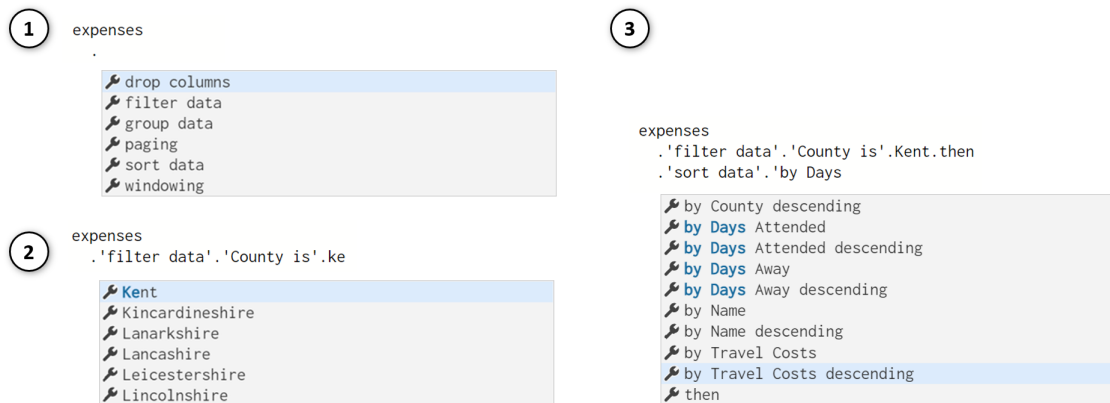 1
expenses
.
drop columns
filter data
group data
paging
sort data
windowing
2
expenses
.'filter data'.'County is'.ke
Kent
Kincardineshire
Lanarkshire
Lancashire
Leicestershire
Lincolnshire
3
expenses
.'filter data'.'County is'.Kent.then
.'sort data'.'by Days
by County descending
by Days Attended
by Days Attended descending
by Days Away
by Days Away descending
by Name
by Name descending
by Travel Costs
by Travel Costs descending
then